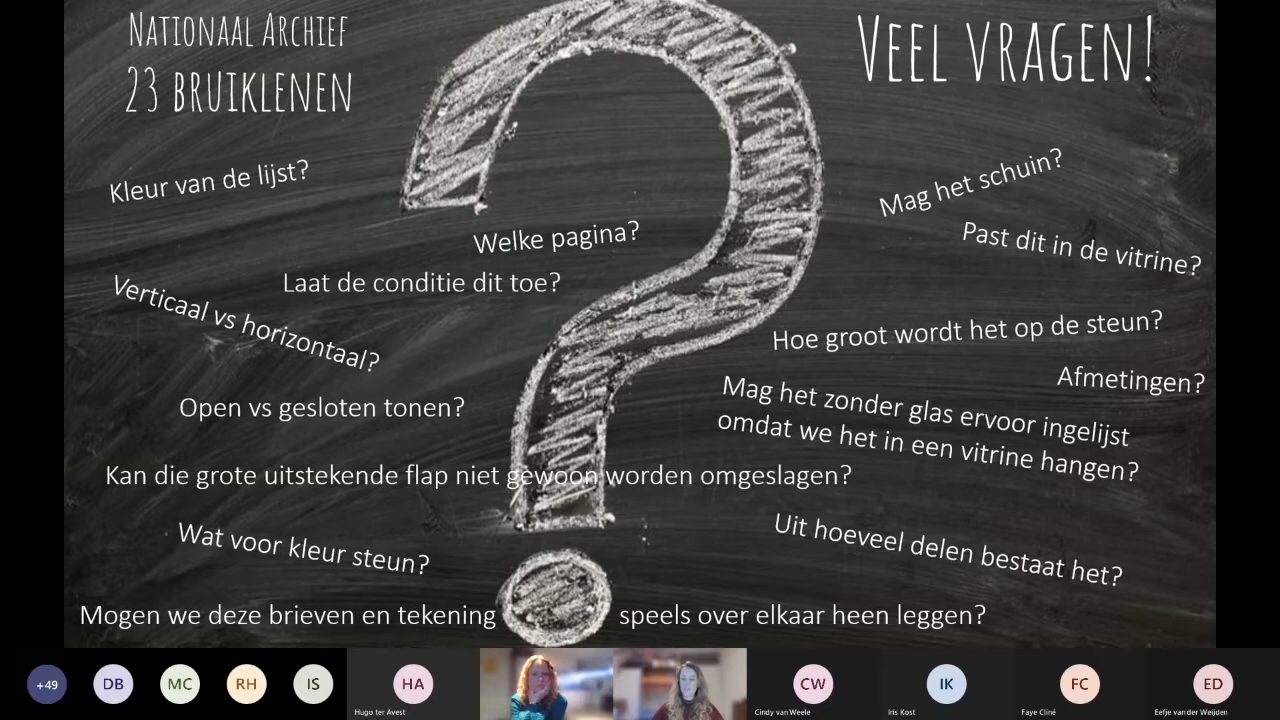 Nationaal Archief
23 bruiklenen
Veel vragen!
Kleur van de lijst?
Mag het schuin?
Welke pagina?
Past dit in de vitrine?
Laat de conditie dit toe?
Verticaal vs horizontaal?
Hoe groot wordt het op de steun?
Afmetingen?
Open vs gesloten tonen?
Mag het zonder glas ervoor ingelijst
omdat we het in een vitrine hangen?
Kan die grote uitstekende flap niet gewoon worden omgeslagen?
Wat voor kleur steun?
Uit hoeveel delen bestaat het?
Mogen we deze brieven en tekening speels over elkaar heen leggen?
+49
DB
MC
RH
IS
HA
Hugo ter Avest
CW
Cindy van Weele
IK
Iris Kost
FC
Faye Cliné
ED
Eefje van der Weijden